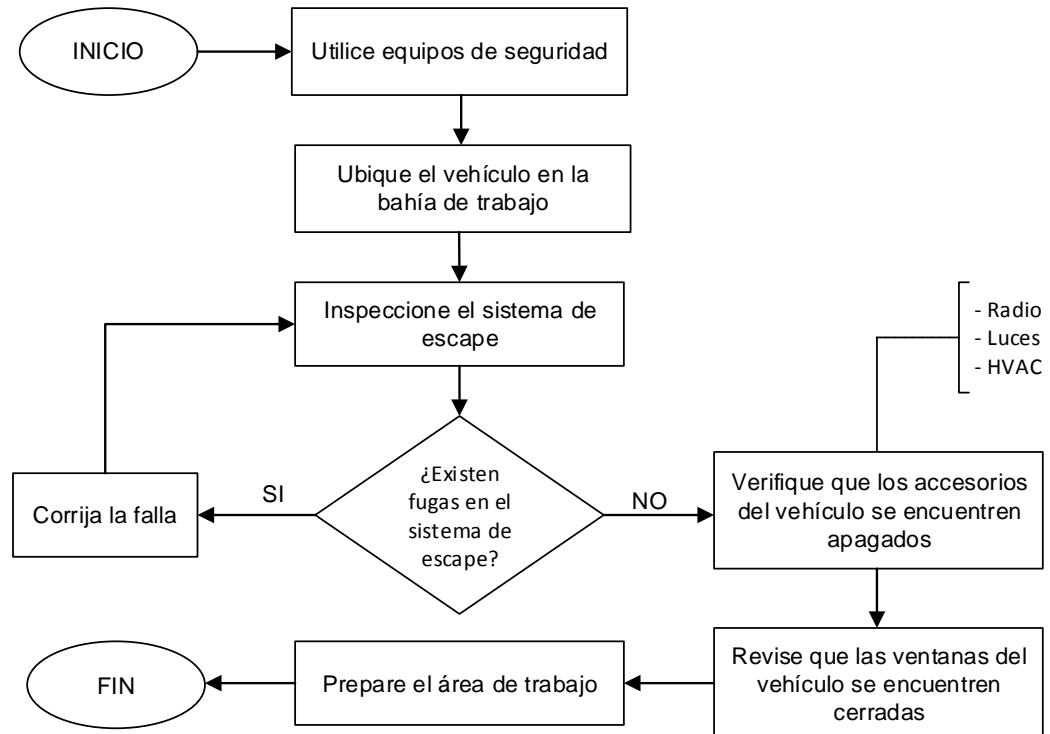 INICIO
Utilice equipos de seguridad
Ubique el vehículo en la
bahía de trabajo
Inspeccione el sistema de
escape
¿Existen
fugas en el
sistema de
escape?
SI
Corrija la falla
NO
- Radio
- Luces
- HVAC
Verifique que los accesorios
del vehículo se encuentren
apagados
Revise que las ventanas del
vehículo se encuentren
cerradas
Prepare el área de trabajo
FIN